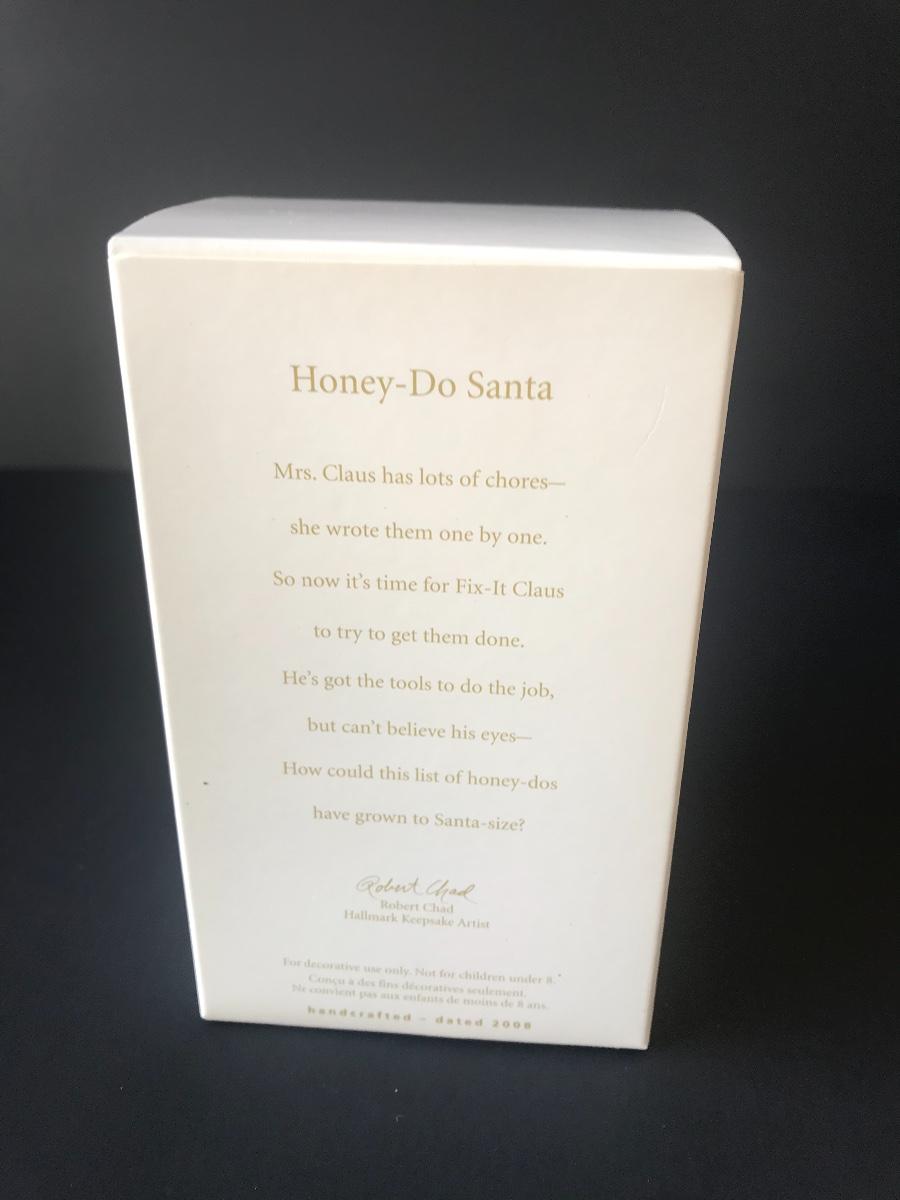 Honey-Do Santa
Mrs. Claus has lots of chores—
she wrote them one by one.
So now it's time for Fix-It Claus
to try to get them done.
He's got the tools to do the job,
but can't believe his eyes—
How could this list of honey-dos
have grown to Santa-size?
Robert Chad
Robert Chad
Hallmark Keepsake Artist
For decorative use only. Not for children under 8.
Conçu à des fins décoratives seulement.
Ne convient pas aux enfants de moins de 8 ans.
handcrafted – dated 2008